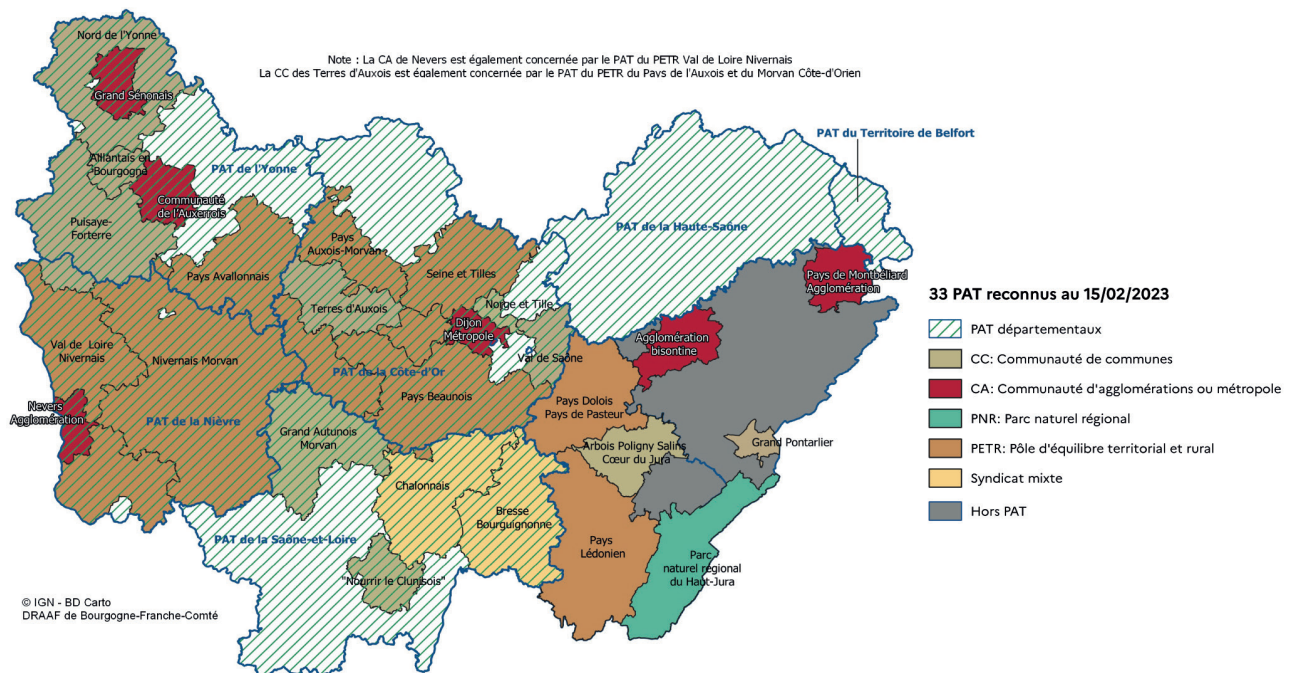 Nord de l'Yonne
Note : La CA de Nevers est également concernée par le PAT du PETR Val de Loire Nivernais
La CC des Terres d'Auxois est également concernée par le PAT du PETR du Pays de l'Auxois et du Morvan Côte-d'Orien
Grand Sénonais
PAT du Territoire de Belfort
Aillantais en
Bourgogne
PAT de l'Yonne
Communauté
de l'Auxerrois
Puisaye-
Forterre
Pays
Auxois-Morvan
PAT de la Haute-Saône
Pays Avallonnais
Seine et Tilles
Pays de Montbéliard
Agglomération
Terres d'Auxois
Norge et Tille
Dijon
Métropole
Agglomération
bisontine
Val de Loire
Nivernais
Nivernais Morvan
Val de Saône
PAT de la Côte-d'Or
Pays Beaunois
Pays Dolois
Pays de Pasteur
Nevers
Agglomération
PAT de la Nièvre
Grand Autunois
Morvan
Arbois Poligny Salins
Cœur du Jura
Grand Pontarlier
Chalonnais
Bresse
Bourguignonne
PAT de la Saône-et-Loire
Pays
Lédonien
Parc
naturel régional
du Haut-Jura
"Nourrir le Clunisois"
33 PAT reconnus au 15/02/2023
PAT départementaux
CC: Communauté de communes
CA: Communauté d'agglomérations ou métropole
PNR: Parc naturel régional
PETR: Pôle d'équilibre territorial et rural
Syndicat mixte
Hors PAT
© IGN - BD Carto
DRAAF de Bourgogne-Franche-Comté